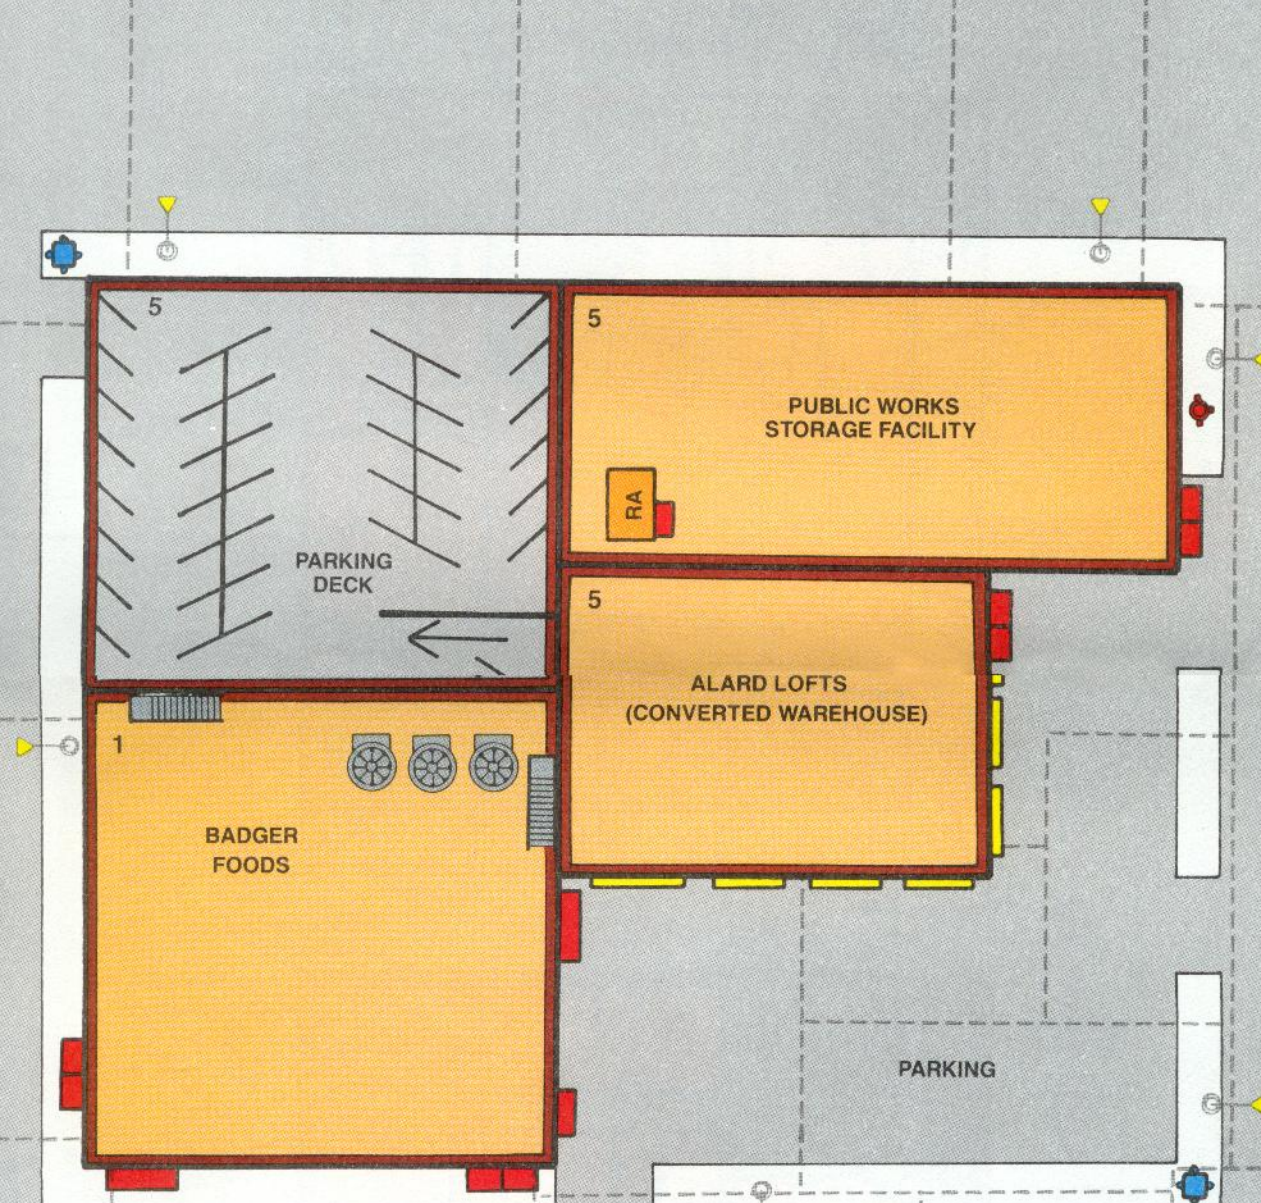 5
5
PUBLIC WORKS
STORAGE FACILITY
RA
PARKING
DECK
5
ALARD LOFTS
(CONVERTED WAREHOUSE)
1
BADGER
FOODS
PARKING